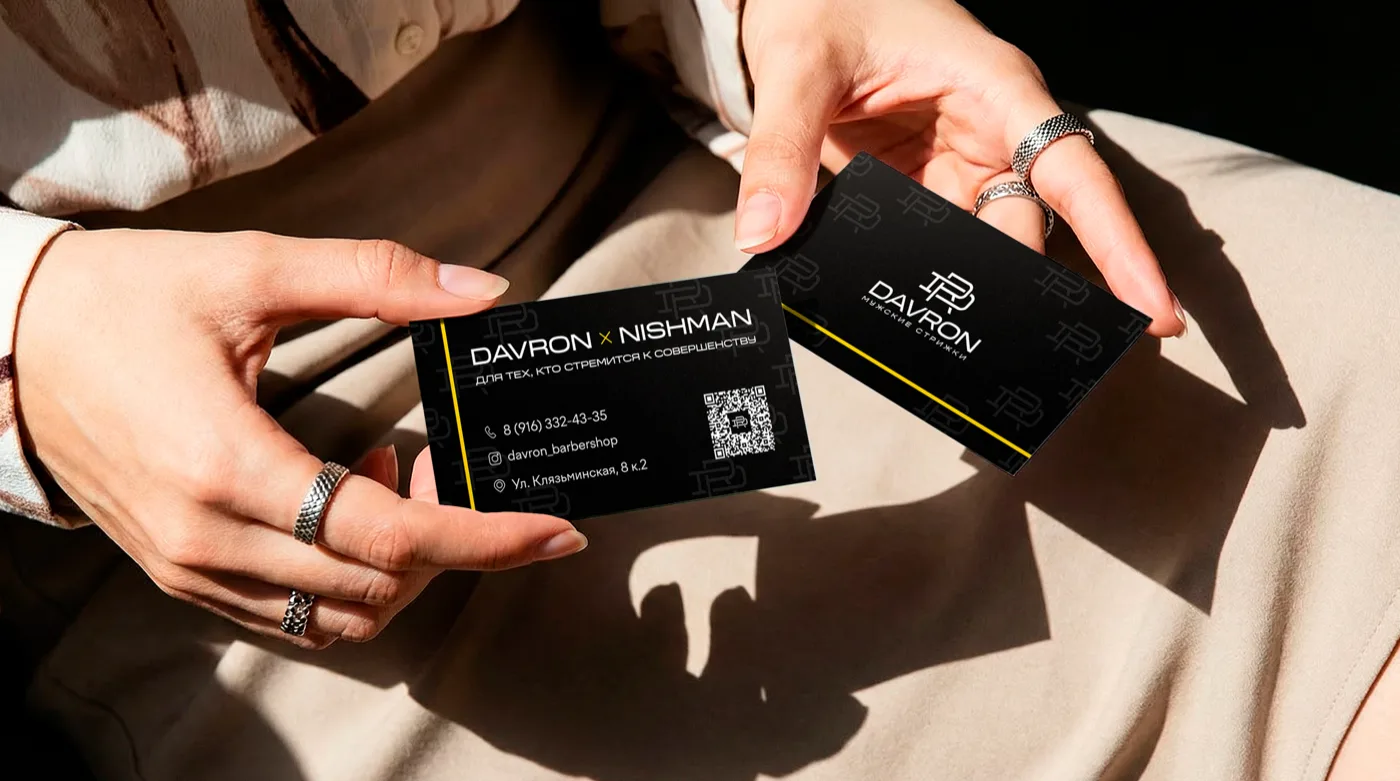 DAVRON × NISHMAN
ДЛЯ ТЕХ, КТО СТРЕМИТСЯ К СОВЕРШЕНСТВУ
8 (916) 332-43-35
davron_barbershop
Ул. Клязьминская, 8 к.2
DAVRON
МУЖСКИЕ СТРИЖКИ